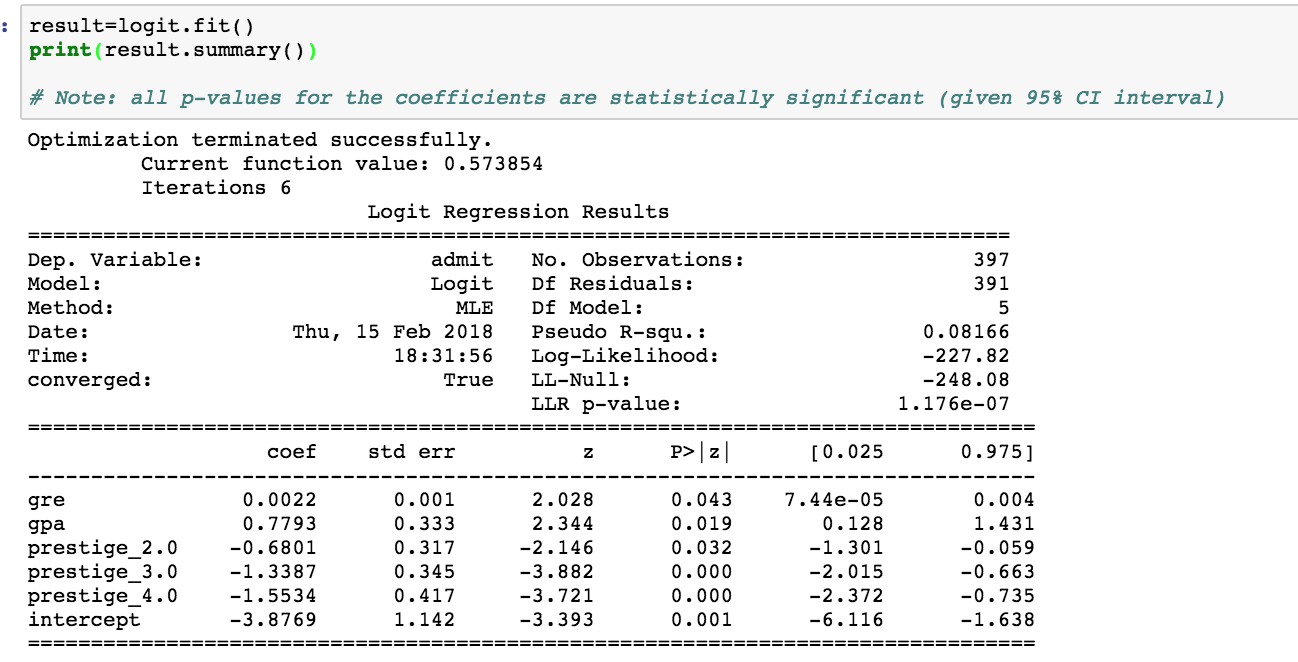 : result=logit.fit()
print(result.summary())
# Note: all p-values for the coefficients are statistically significant (given 95% CI interval)
Optimization terminated successfully.
         Current function value: 0.573854
         Iterations 6
                           Logit Regression Results
==============================================================================
Dep. Variable:                  admit   No. Observations:                  397
Model:                          Logit   Df Residuals:                      391
Method:                           MLE   Df Model:                            5
Date:                Thu, 15 Feb 2018   Pseudo R-squ.:                 0.08166
Time:                        18:31:56   Log-Likelihood:                -227.82
converged:                       True   LL-Null:                       -248.08
                                        LLR p-value:                 1.176e-07
================================================================================
                   coef    std err          z      P>|z|      [0.025      0.975]
--------------------------------------------------------------------------------
gre              0.0022      0.001      2.028      0.043    7.44e-05       0.004
gpa              0.7793      0.333      2.344      0.019       0.128       1.431
prestige_2.0    -0.6801      0.317     -2.146      0.032      -1.301      -0.059
prestige_3.0    -1.3387      0.345     -3.882      0.000      -2.015      -0.663
prestige_4.0    -1.5534      0.417     -3.721      0.000      -2.372      -0.735
intercept       -3.8769      1.142     -3.393      0.001      -6.116      -1.638
================================================================================